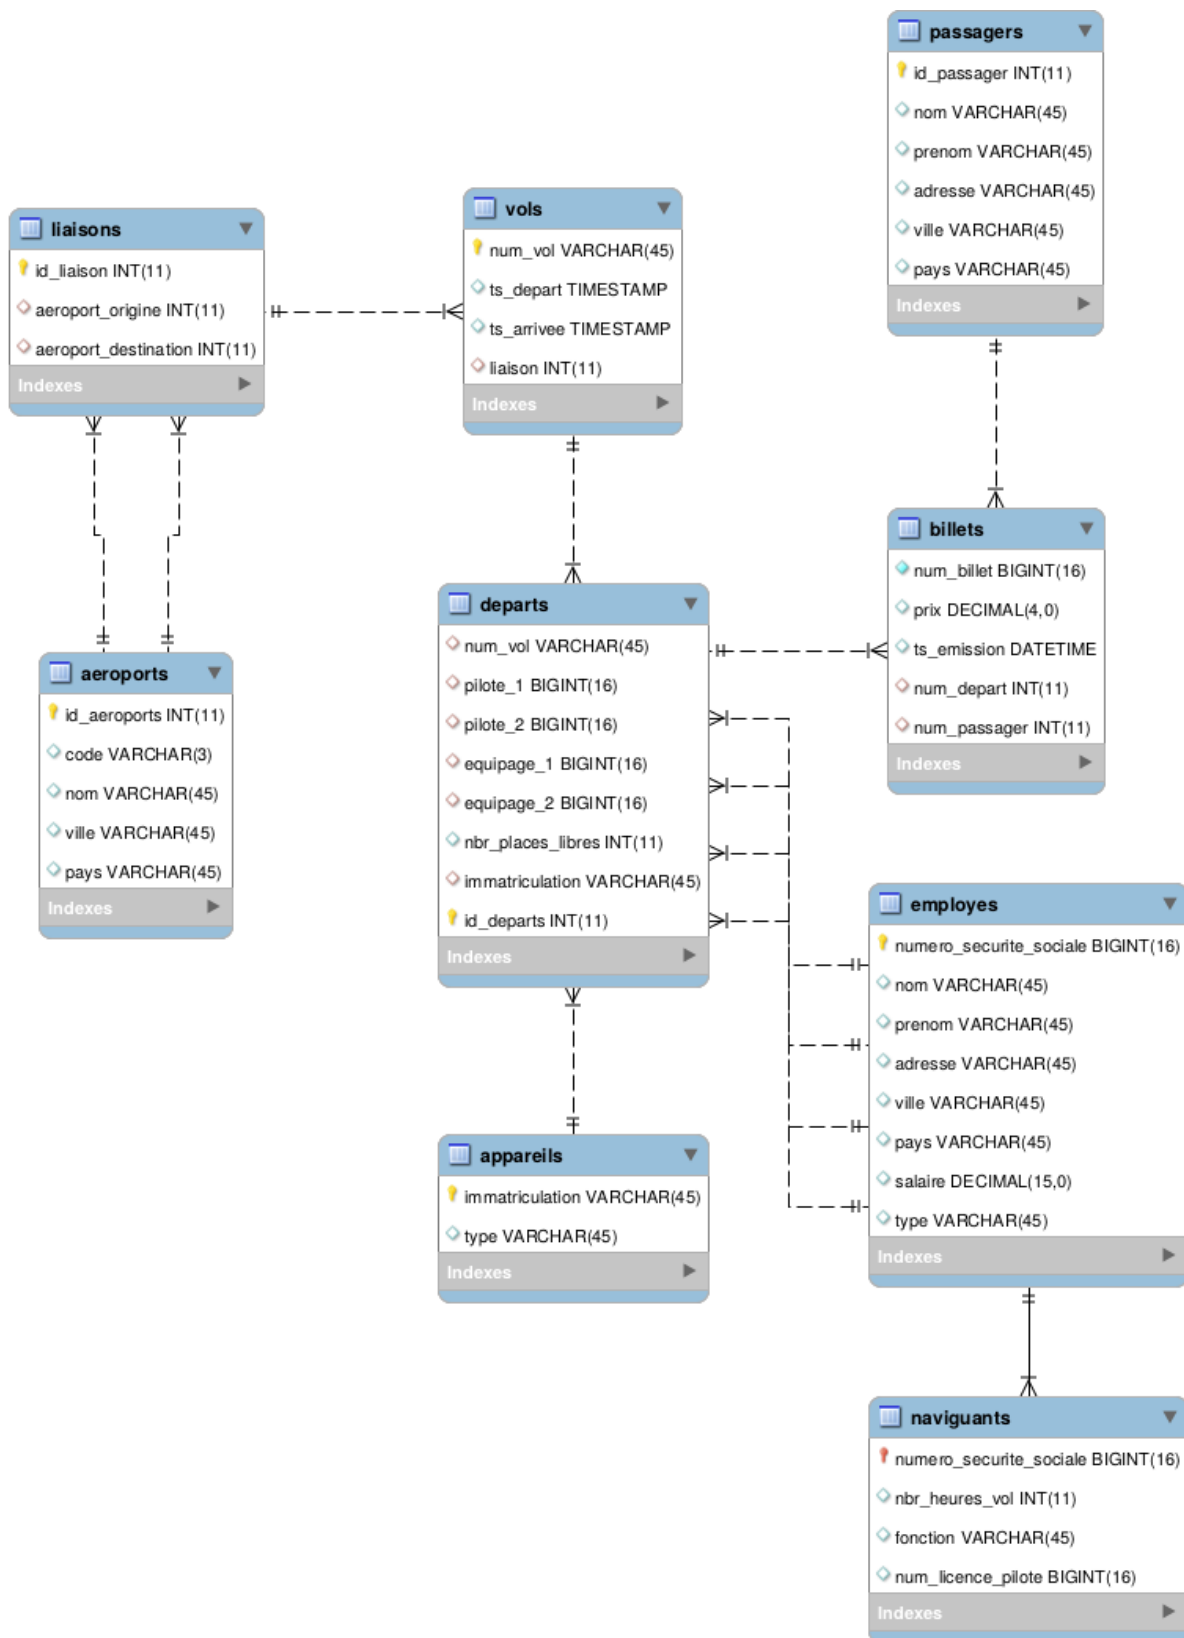 passagers
id_passager INT(11)
nom VARCHAR(45)
prenom VARCHAR(45)
adresse VARCHAR(45)
ville VARCHAR(45)
pays VARCHAR(45)
Indexes
liaisons
id_liaison INT(11)
aeroport_origine INT(11)
aeroport_destination INT(11)
Indexes
vols
num_vol VARCHAR(45)
ts_depart TIMESTAMP
ts_arrivee TIMESTAMP
liaison INT(11)
Indexes
billets
num_billet BIGINT(16)
prix DECIMAL(4,0)
ts_emission DATETIME
num_depart INT(11)
num_passager INT(11)
Indexes
departs
num_vol VARCHAR(45)
pilote_1 BIGINT(16)
pilote_2 BIGINT(16)
equipage_1 BIGINT(16)
equipage_2 BIGINT(16)
nbr_places_libres INT(11)
immatriculation VARCHAR(45)
id_departs INT(11)
Indexes
aeroports
id_aeroports INT(11)
code VARCHAR(3)
nom VARCHAR(45)
ville VARCHAR(45)
pays VARCHAR(45)
Indexes
employes
numero_securite_sociale BIGINT(16)
nom VARCHAR(45)
prenom VARCHAR(45)
adresse VARCHAR(45)
ville VARCHAR(45)
pays VARCHAR(45)
salaire DECIMAL(15,0)
type VARCHAR(45)
Indexes
appareils
immatriculation VARCHAR(45)
type VARCHAR(45)
Indexes
naviguants
numero_securite_sociale BIGINT(16)
nbr_heures_vol INT(11)
fonction VARCHAR(45)
num_licence_pilote BIGINT(16)
Indexes